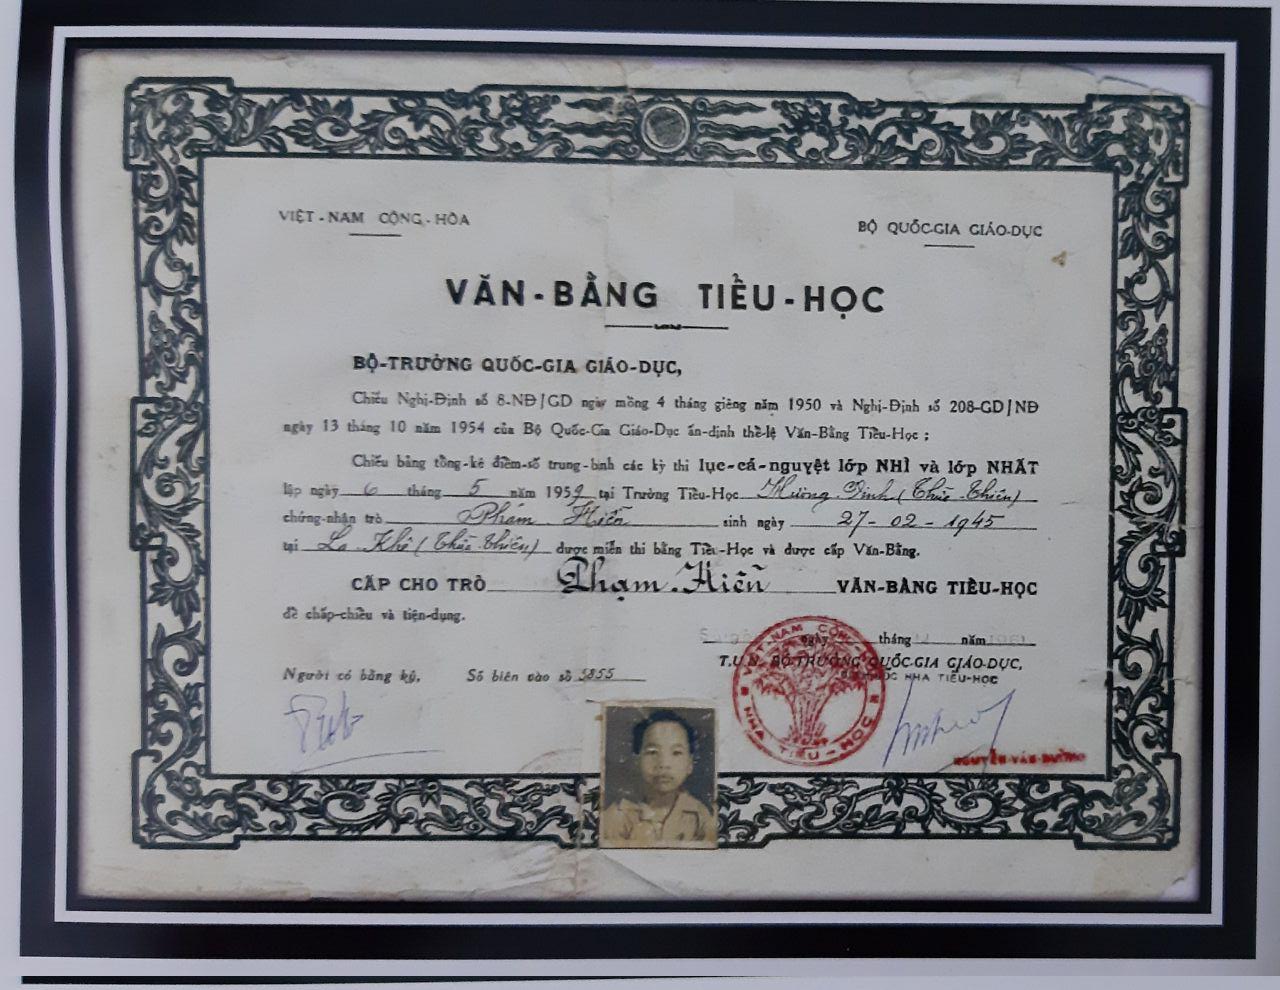 VIỆT-NAM CỘNG-HÒA
BỘ QUỐC-GIA GIÁO-DỤC
VĂN-BẰNG TIỂU-HỌC
BỘ-TRƯỞNG QUỐC-GIA GIÁO-DỤC,
Chiếu Nghị-Định số 8-NĐ/GD ngày mồng 4 tháng giêng năm 1950 và Nghị-Định số 208-GD/NĐ
ngày 13 tháng 10 năm 1954 của Bộ Quốc-Gia Giáo-Dục ấn-định thể-lệ Văn-Bằng Tiểu-Học ;
Chiếu bảng tổng-kê điểm-số trung-bình các kỳ thi lục-cá-nguyệt lớp NHÌ và lớp NHẤT
lập ngày 6 tháng 5 năm 1959 tại Trường Tiểu-Học Hương Vinh (Thừa Thiên)
chứng-nhận trò Phạm Hiền sinh ngày 27-02-1945
tại La Khê (Thừa Thiên) được miễn thi bằng Tiểu-Học và được cấp Văn-Bằng.
CẤP CHO TRÒ Phạm Hiền VĂN-BẰNG TIỂU-HỌC
để chấp-chiếu và tiện-dụng.
ngày tháng năm
T.U.N. BỘ-TRƯỞNG QUỐC-GIA GIÁO-DỤC,
NHA TIỂU-HỌC
Người có bằng ký, Số biên vào sổ 5855
VIỆT-NAM CỘNG-HÒA
NHA TIỂU-HỌC
NGUYỄN-VĂN